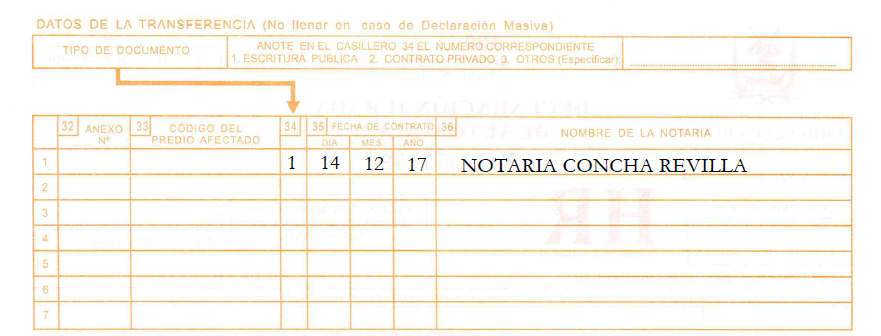 DATOS DE LA TRANSFERENCIA (No llenar en caso de Declaración Masiva)
TIPO DE DOCUMENTO
ANOTE EN EL CASILLERO 34 EL NUMERO CORRESPONDIENTE
1. ESCRITURA PUBLICA 2. CONTRATO PRIVADO 3. OTROS (Especificar):
32 ANEXO Nº 33 CÓDIGO DEL PREDIO AFECTADO 34 35 FECHA DE CONTRATO 36 NOMBRE DE LA NOTARIA
DIA MES AÑO
1 1 14 12 17 NOTARIA CONCHA REVILLA
2
3
4
5
6
7